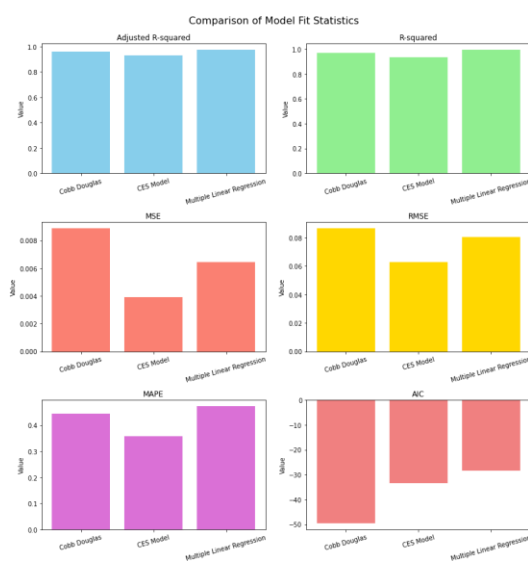 Comparison of Model Fit Statistics
Adjusted R-squared
R-squared
Value
1.0
0.8
0.6
0.4
0.2
0.0
Cobb Douglas
CES Model
Multiple Linear Regression
Value
1.0
0.8
0.6
0.4
0.2
0.0
Cobb Douglas
CES Model
Multiple Linear Regression
MSE
RMSE
Value
0.008
0.006
0.004
0.002
0.000
Cobb Douglas
CES Model
Multiple Linear Regression
Value
0.08
0.06
0.04
0.02
0.00
Cobb Douglas
CES Model
Multiple Linear Regression
MAPE
AIC
Value
0.4
0.3
0.2
0.1
0.0
Cobb Douglas
CES Model
Multiple Linear Regression
Value
0
−10
−20
−30
−40
−50
Cobb Douglas
CES Model
Multiple Linear Regression